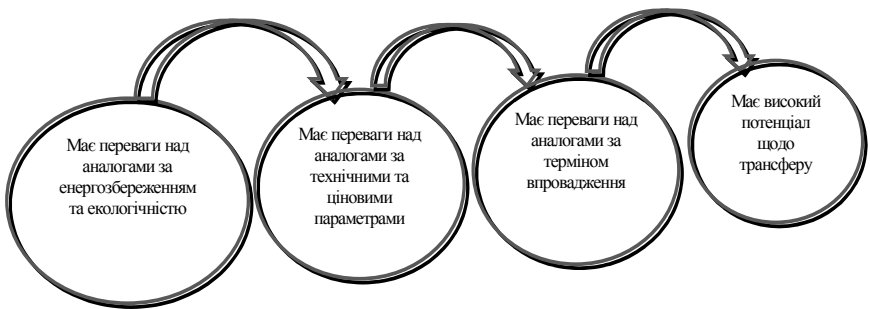 Має переваги над
аналогами за
енергозбереженням
та екологічністю
Має переваги над
аналогами за
технічними та
ціновими
параметрами
Має переваги над
аналогами за
терміном
впровадження
Має високий
потенціал
щодо
трансферу